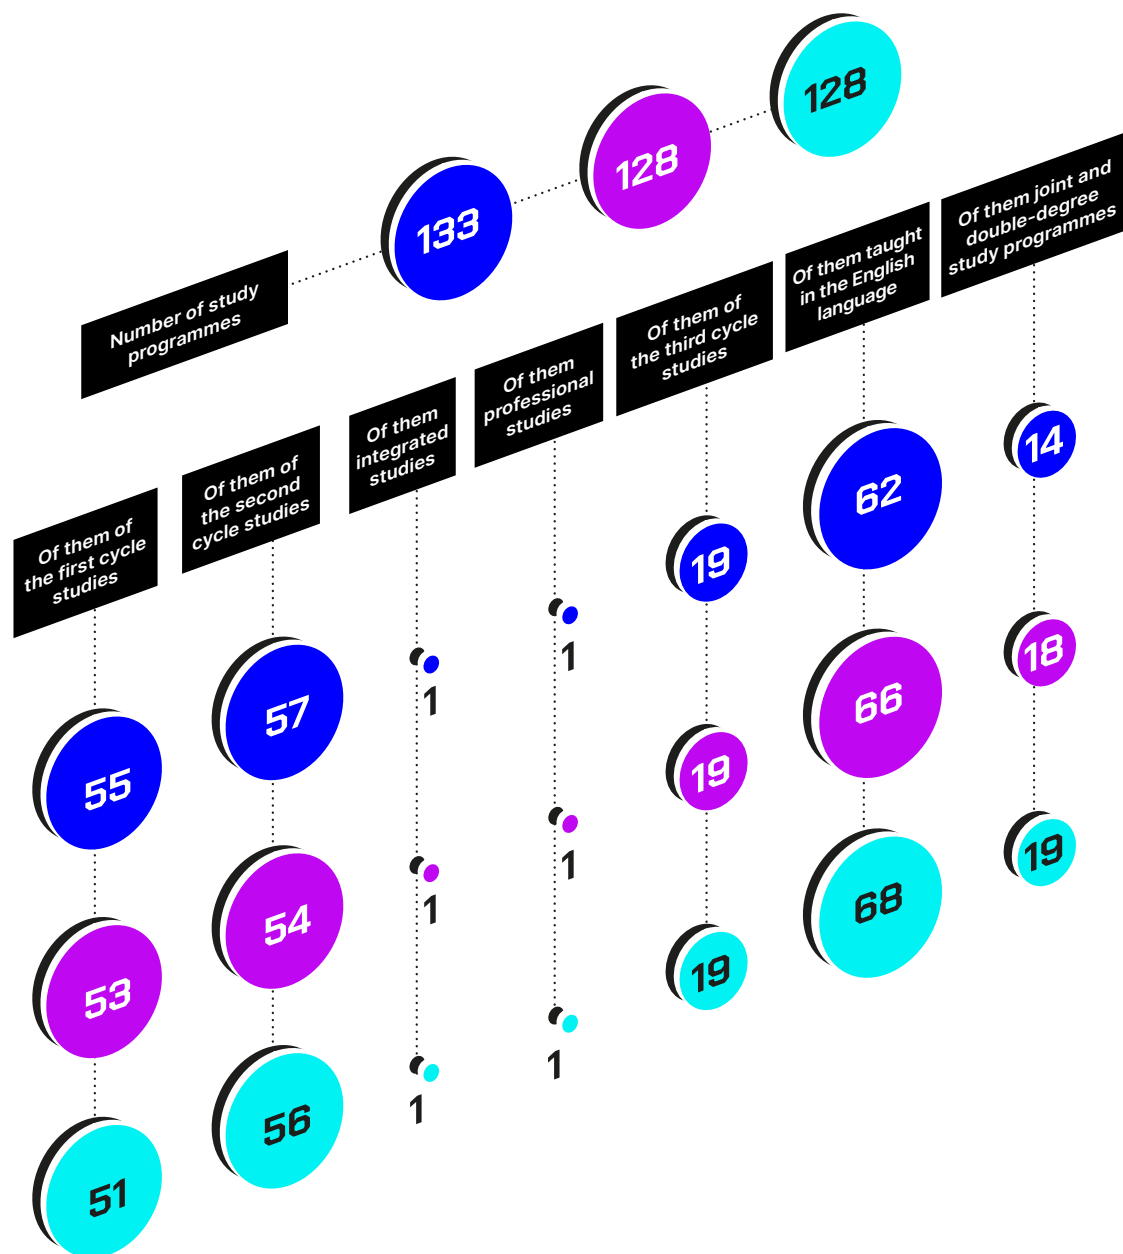 128
128
133
Number of study
programmes
Of them joint and
double-degree
study programmes
Of them taught
in the English
language
Of them of
the third cycle
studies
Of them
professional
studies
Of them
integrated
studies
Of them of
the second
cycle studies
Of them of
the first cycle
studies
55
57
1
1
19
62
14
53
54
1
1
19
66
18
51
56
1
1
19
68
19